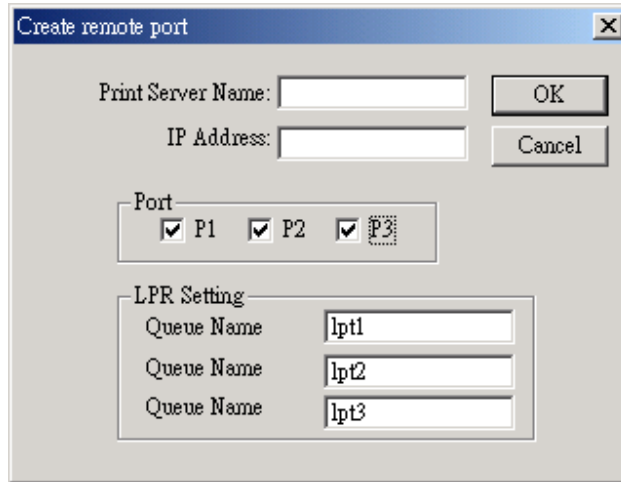 Create remote port
Print Server Name:
OK
IP Address:
Cancel
Port
P1 P2 P3
LPR Setting
Queue Name lpt1
Queue Name lpt2
Queue Name lpt3